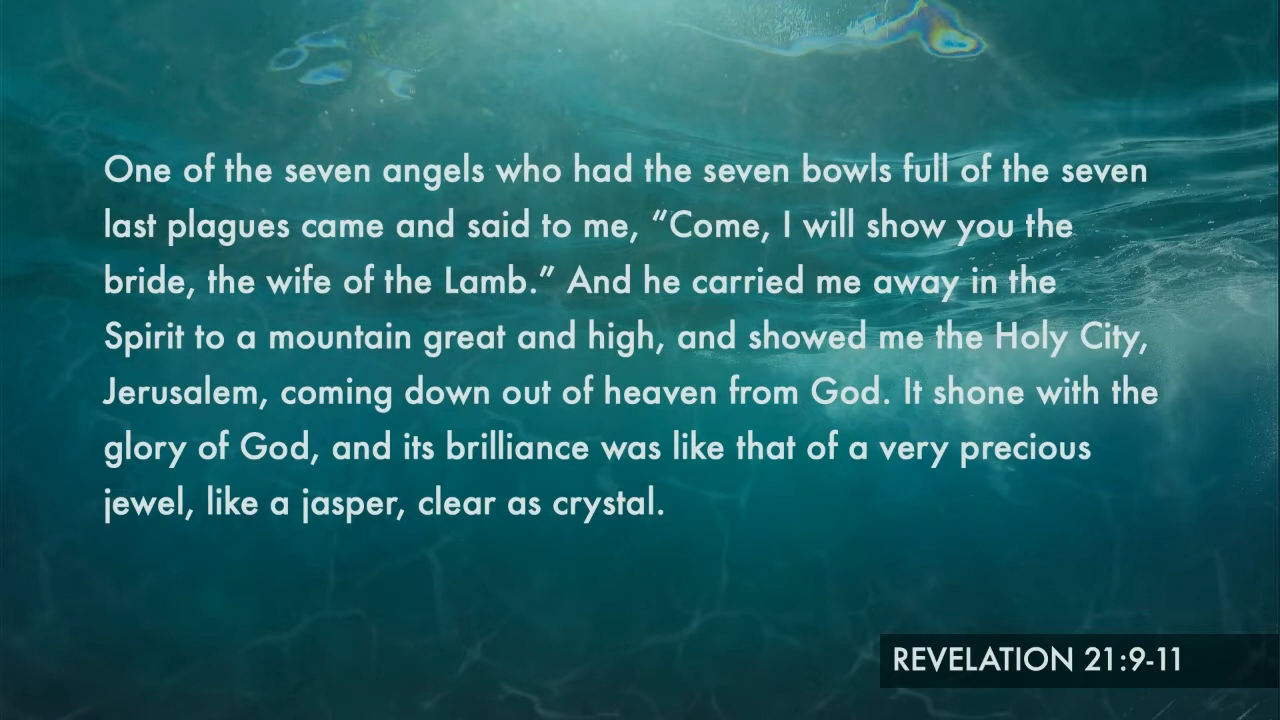 One of the seven angels who had the seven bowls full of the seven
last plagues came and said to me, “Come, I will show you the
bride, the wife of the Lamb.” And he carried me away in the
Spirit to a mountain great and high, and showed me the Holy City,
Jerusalem, coming down out of heaven from God. It shone with the
glory of God, and its brilliance was like that of a very precious
jewel, like a jasper, clear as crystal.
REVELATION 21:9-11